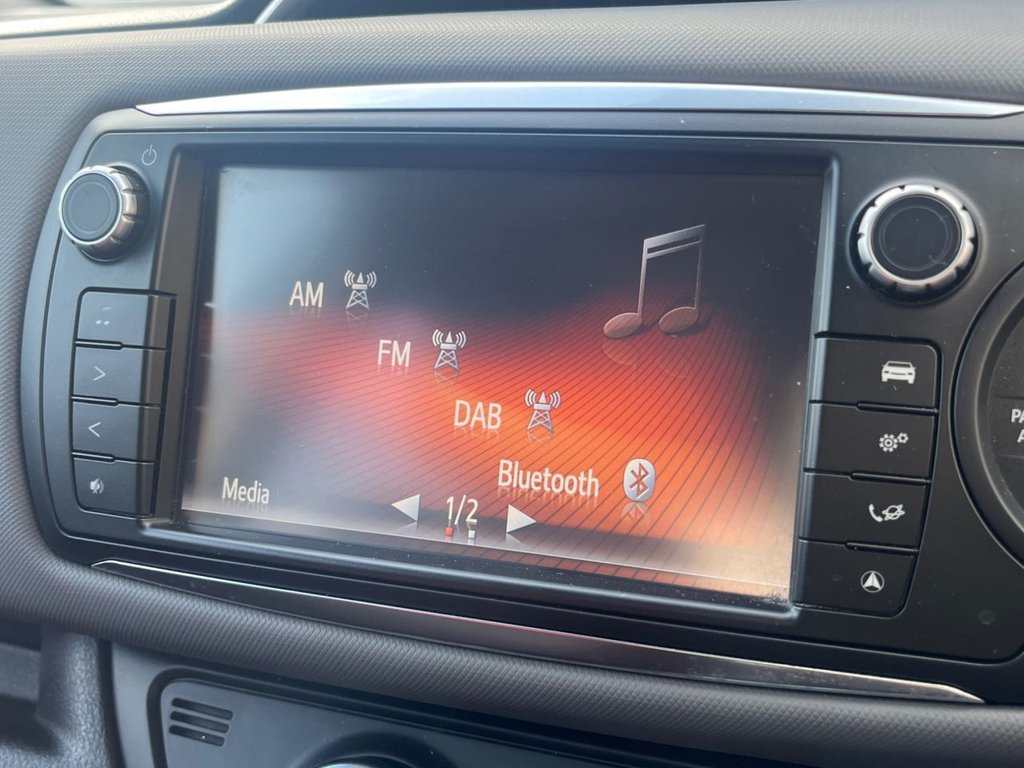 AM
FM
DAB
Bluetooth
Media
1/2